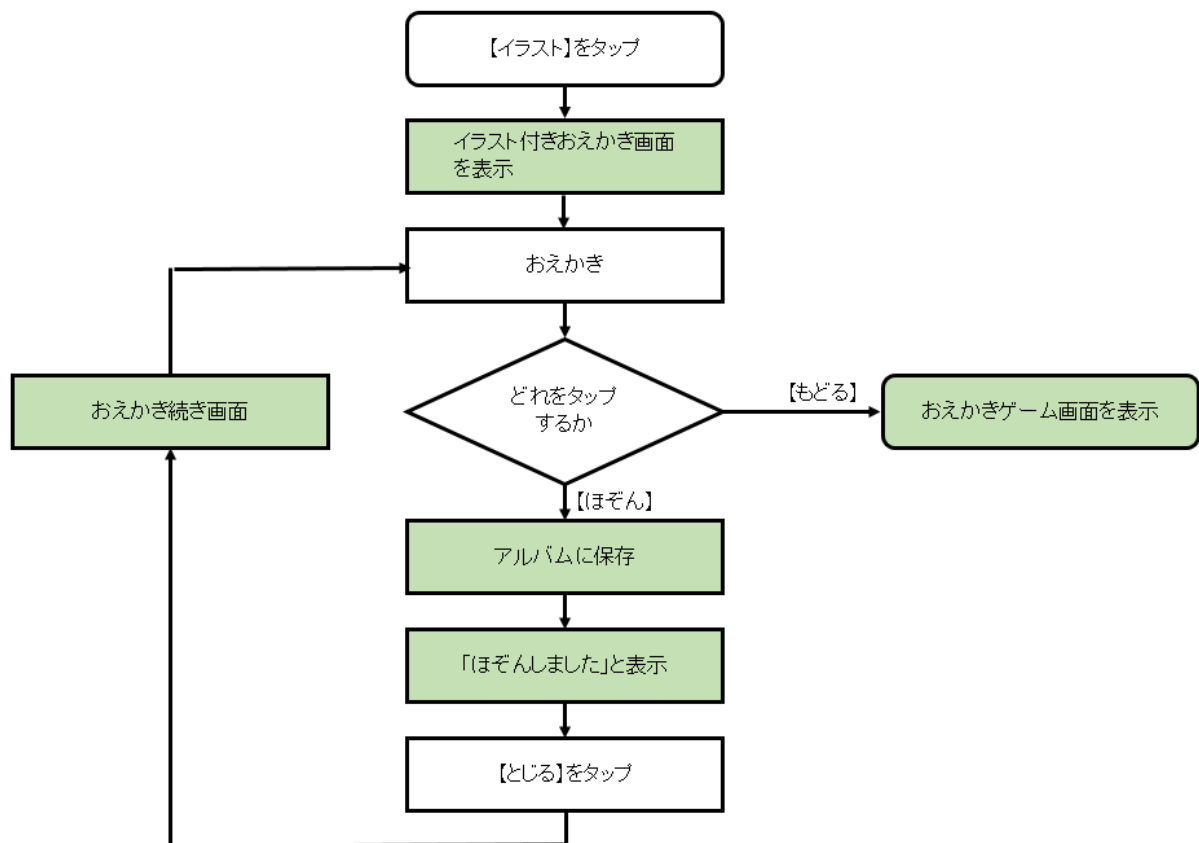 【イラスト】をタップ
イラスト付きおえかき画面
を表示
おえかき
おえかき続き画面
どれをタップ
するか
【もどる】
おえかきゲーム画面を表示
【ほぞん】
アルバムに保存
「ほぞんしました」と表示
【とじる】をタップ